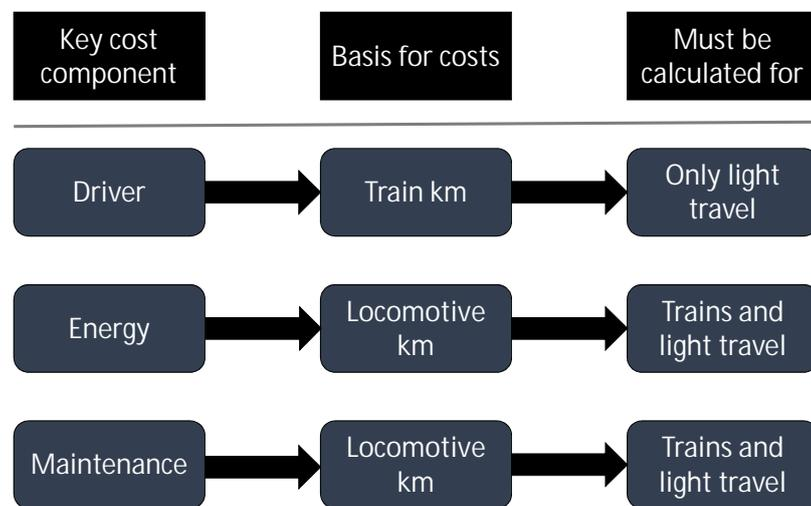 Key cost
component
Basis for costs
Must be
calculated for
Driver
Train km
Only light
travel
Energy
Locomotive
km
Trains and
light travel
Maintenance
Locomotive
km
Trains and
light travel